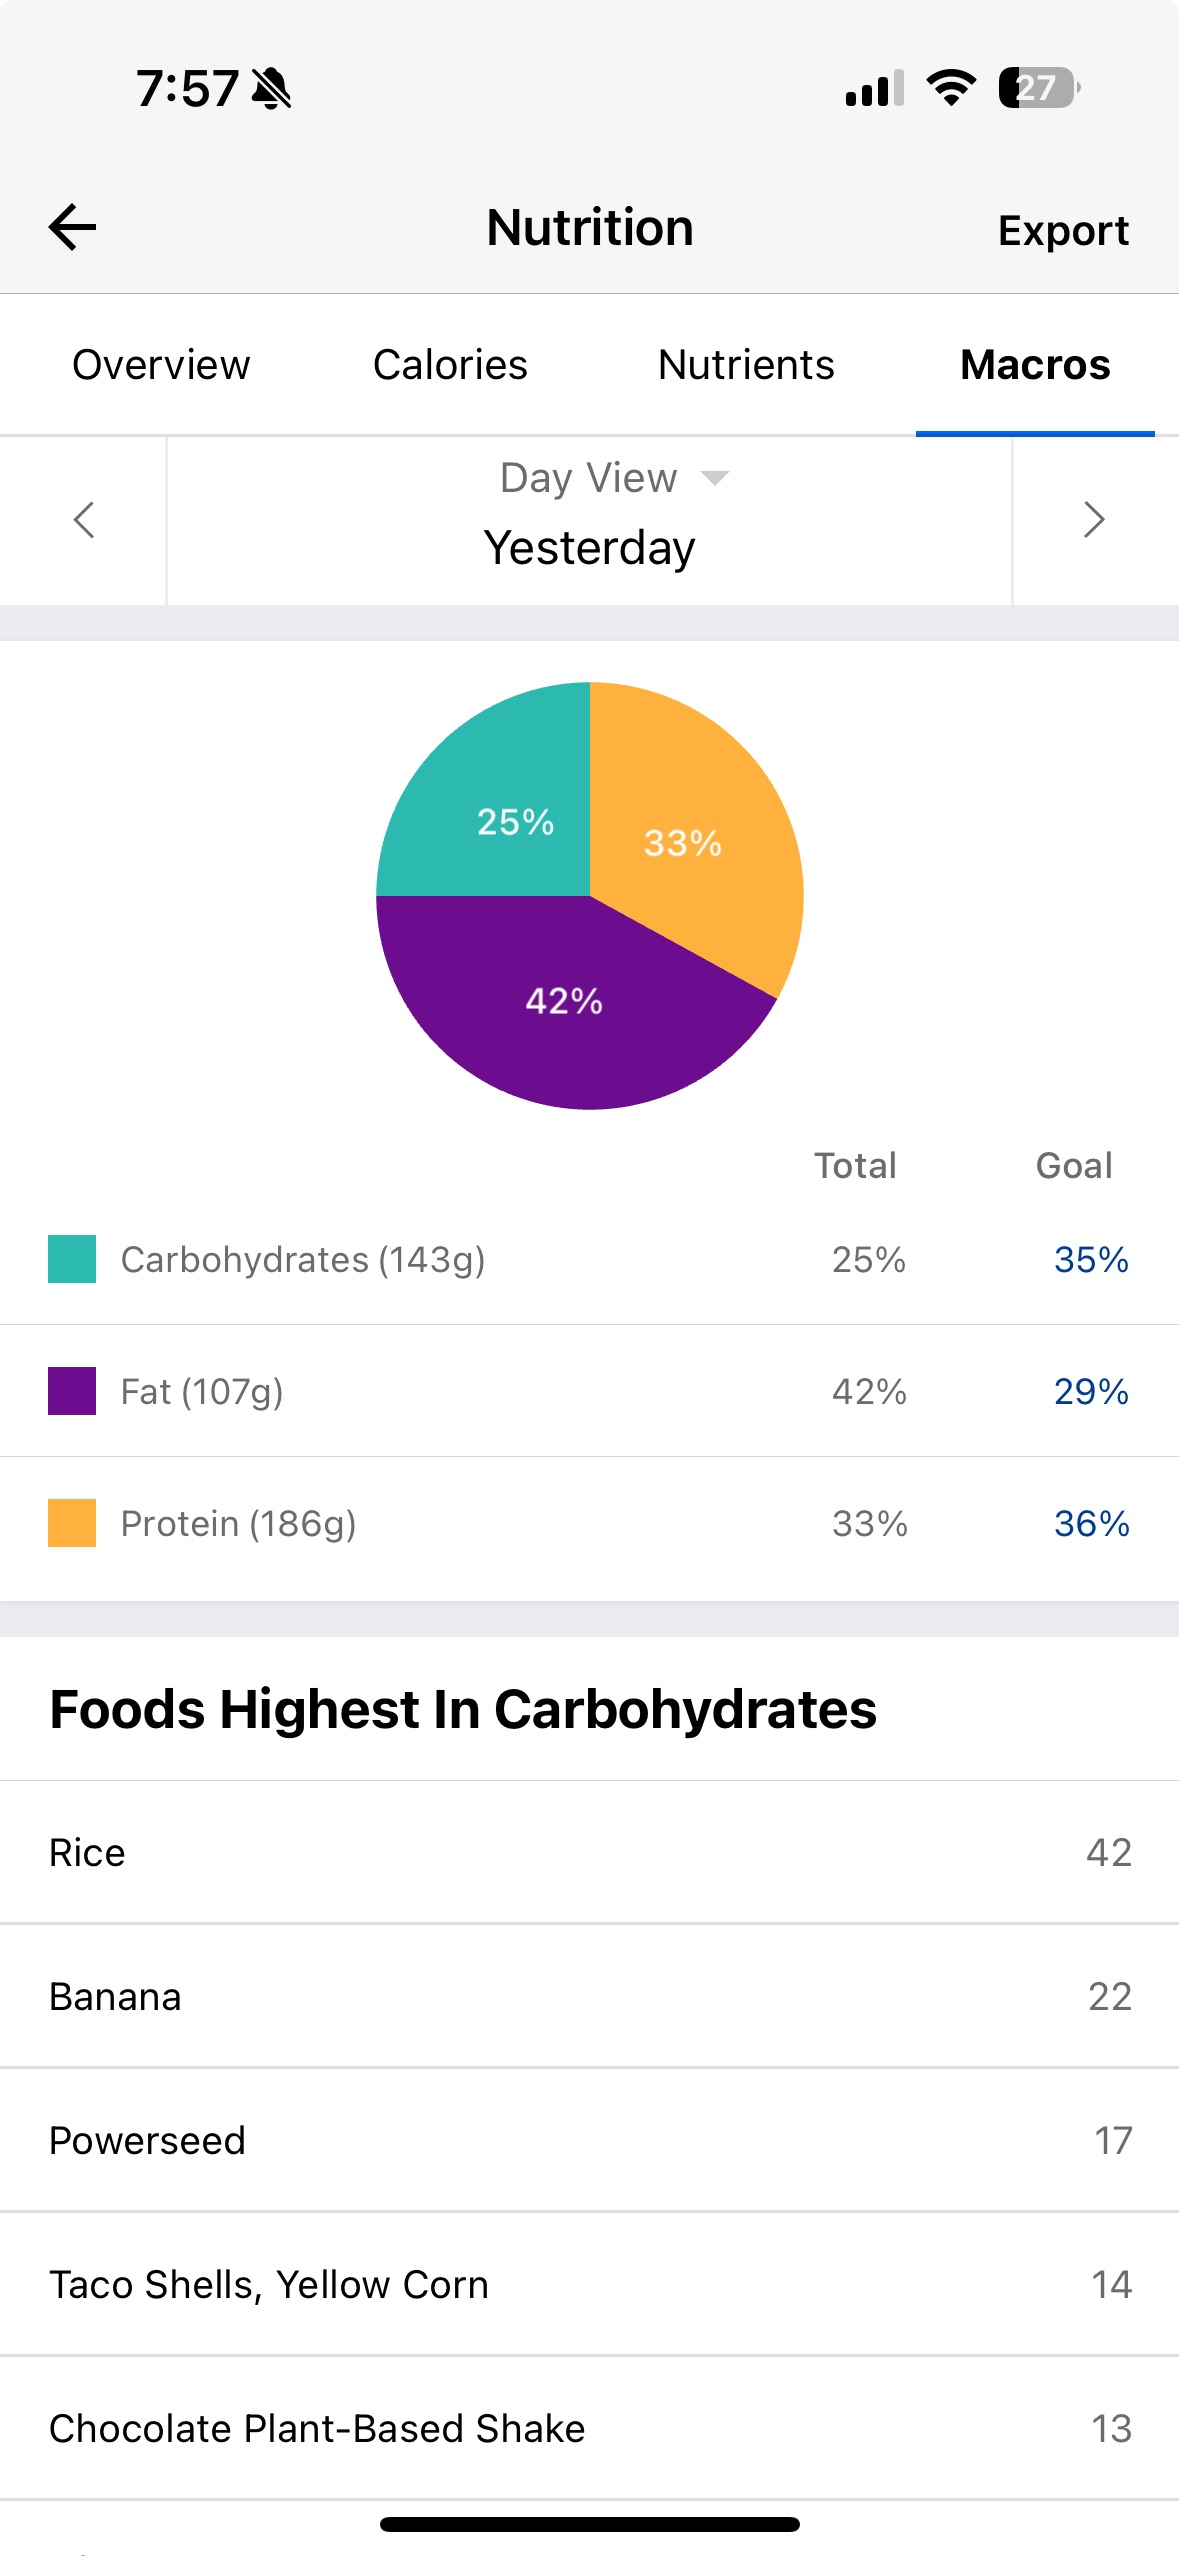 7:57
27
Nutrition
Export
Overview Calories Nutrients Macros
Day View
Yesterday
25%
33%
42%
Total Goal
Carbohydrates (143g) 25% 35%
Fat (107g) 42% 29%
Protein (186g) 33% 36%
Foods Highest In Carbohydrates
Rice 42
Banana 22
Powerseed 17
Taco Shells, Yellow Corn 14
Chocolate Plant-Based Shake 13